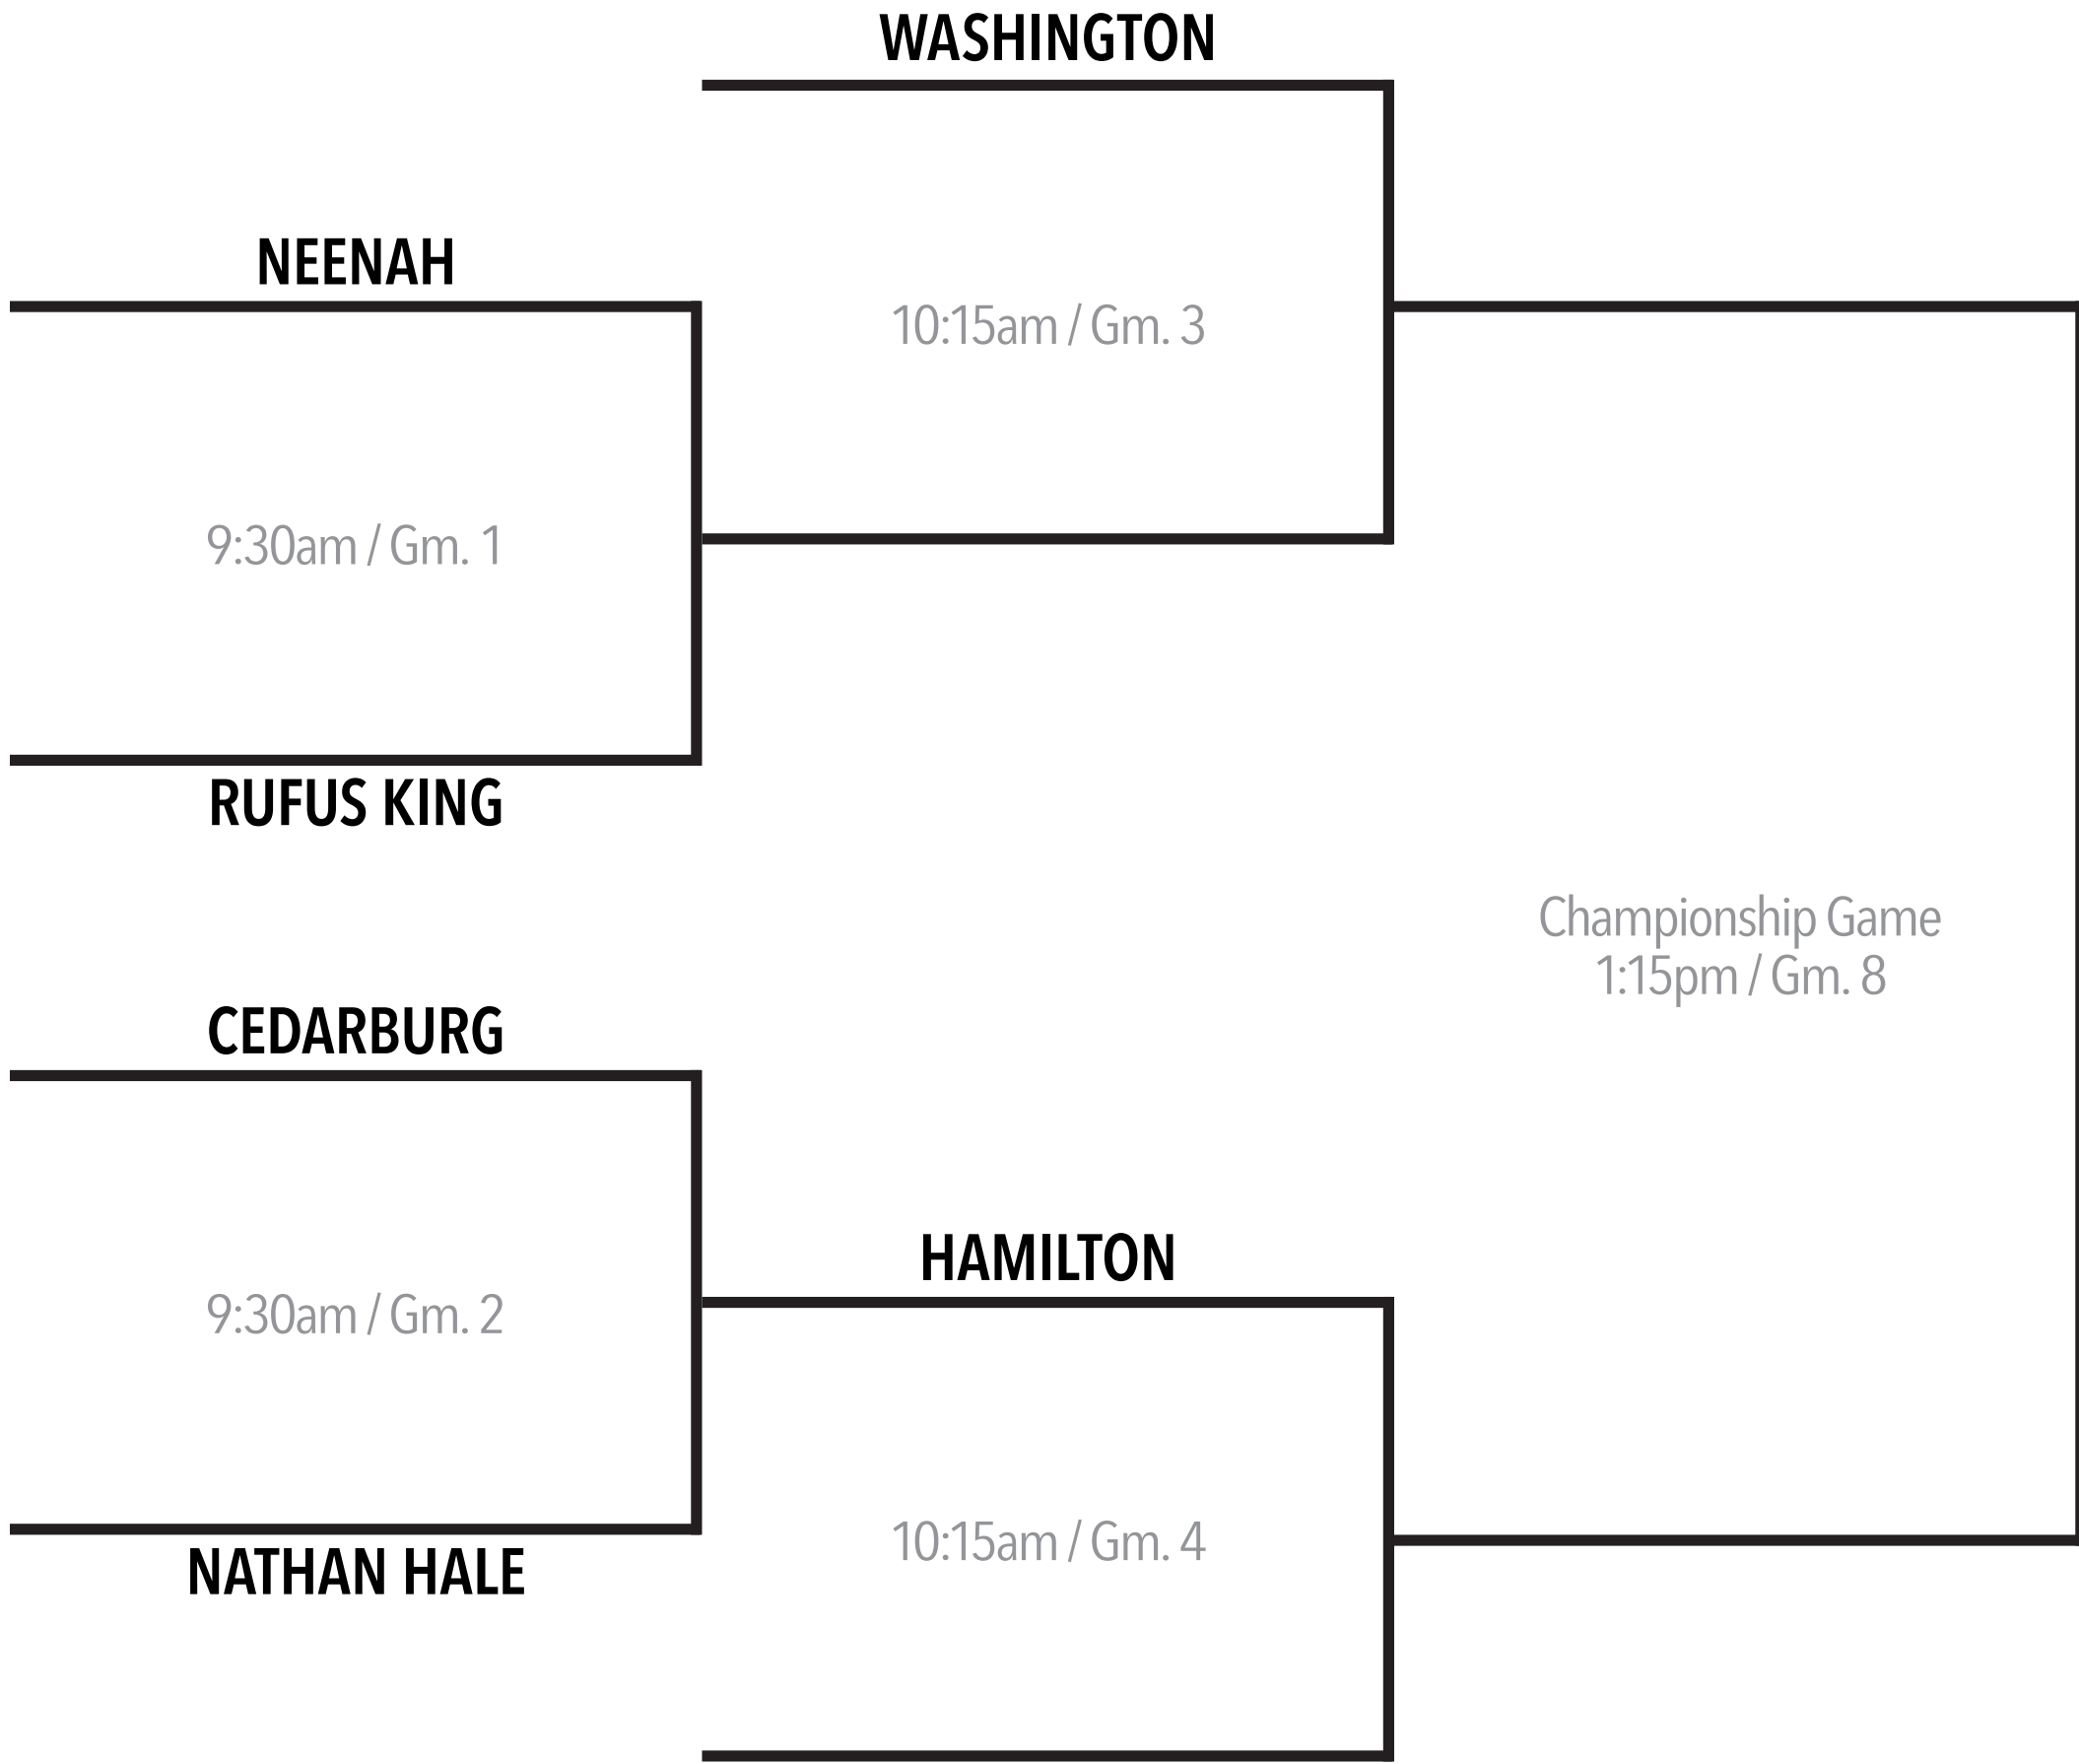 WASHINGTON
NEENAH
10:15am / Gm. 3
9:30am / Gm. 1
RUFUS KING
Championship Game
1:15pm / Gm. 8
CEDARBURG
HAMILTON
9:30am / Gm. 2
10:15am / Gm. 4
NATHAN HALE